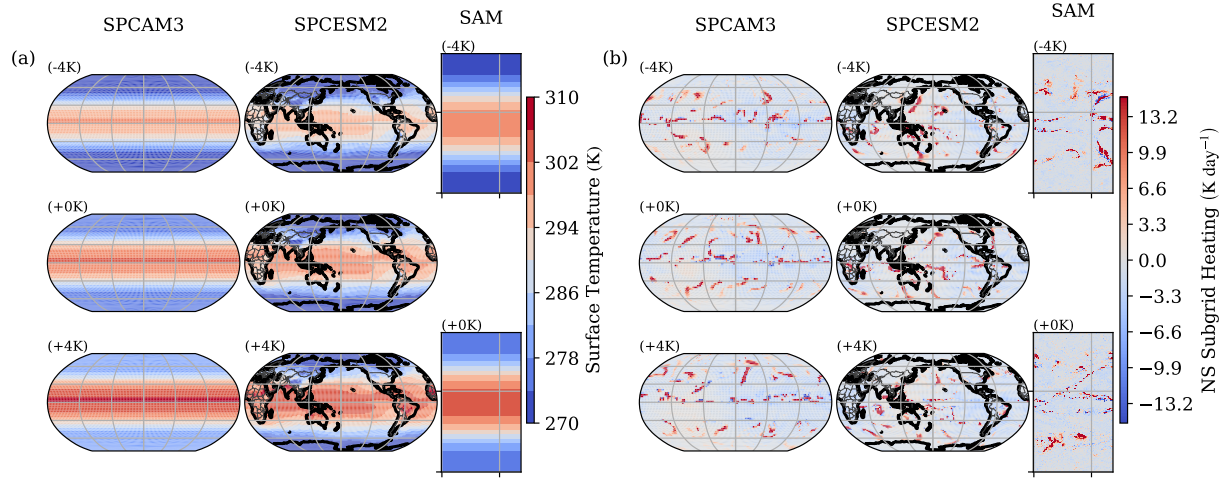 SPCAM3
SPCESM2
SAM
(a)
(-4K)
(-4K)
(-4K)
(+0K)
(+0K)
(+4K)
(+4K)
(+0K)
310
302
294
286
278
270
Surface Temperature (K)
SPCAM3
SPCESM2
SAM
(b)
(-4K)
(-4K)
(-4K)
(+0K)
(+0K)
(+4K)
(+4K)
(+0K)
13.2
9.9
6.6
3.3
0.0
−3.3
−6.6
−9.9
−13.2
NS Subgrid Heating (K day⁻¹)